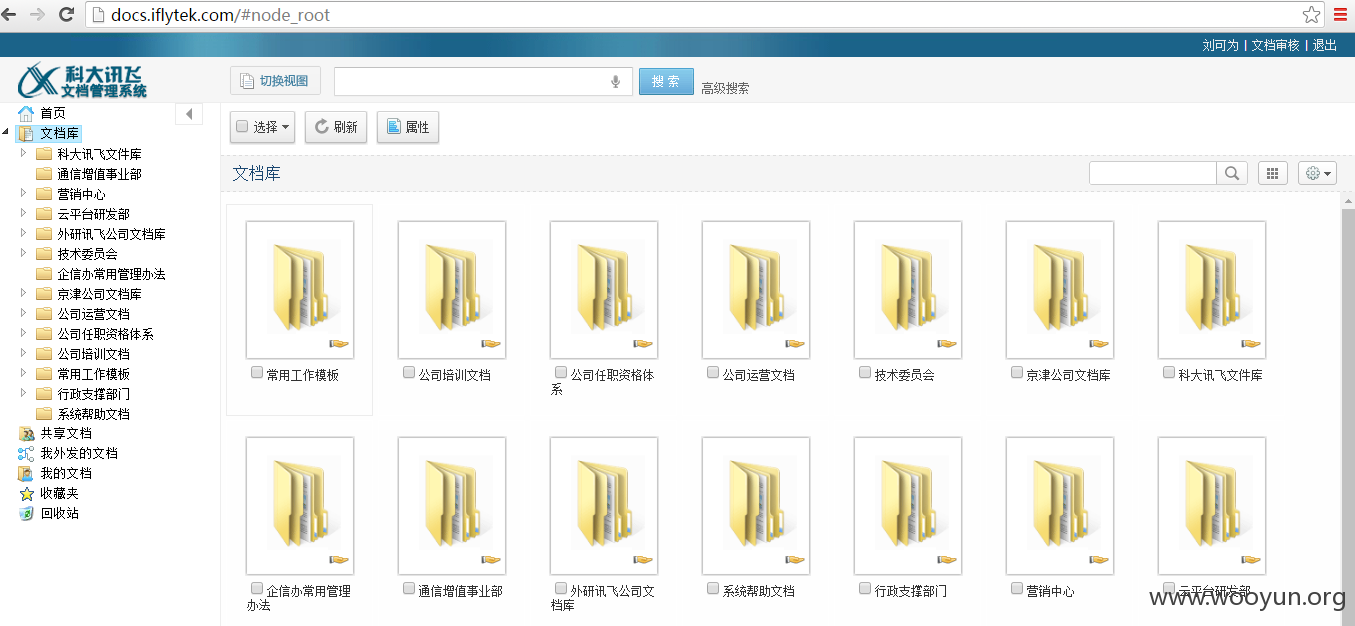 docs.iflytek.com/#node_root
刘可为 | 文档审核 | 退出
科大讯飞
文档管理系统
切换视图
搜索
高级搜索
首页
文档库
科大讯飞文件库
通信增值事业部
营销中心
云平台研发部
外研讯飞公司文档库
技术委员会
企信办常用管理办法
京津公司文档库
公司运营文档
公司任职资格体系
公司培训文档
常用工作模板
行政支撑部门
系统帮助文档
共享文档
我外发的文档
我的文档
收藏夹
回收站
选择
刷新
属性
文档库
常用工作模板
公司培训文档
公司任职资格体
系
公司运营文档
技术委员会
京津公司文档库
科大讯飞文件库
企信办常用管理
办法
通信增值事业部
外研讯飞公司文
档库
系统帮助文档
行政支撑部门
营销中心
云平台研发部
www.wooyun.org